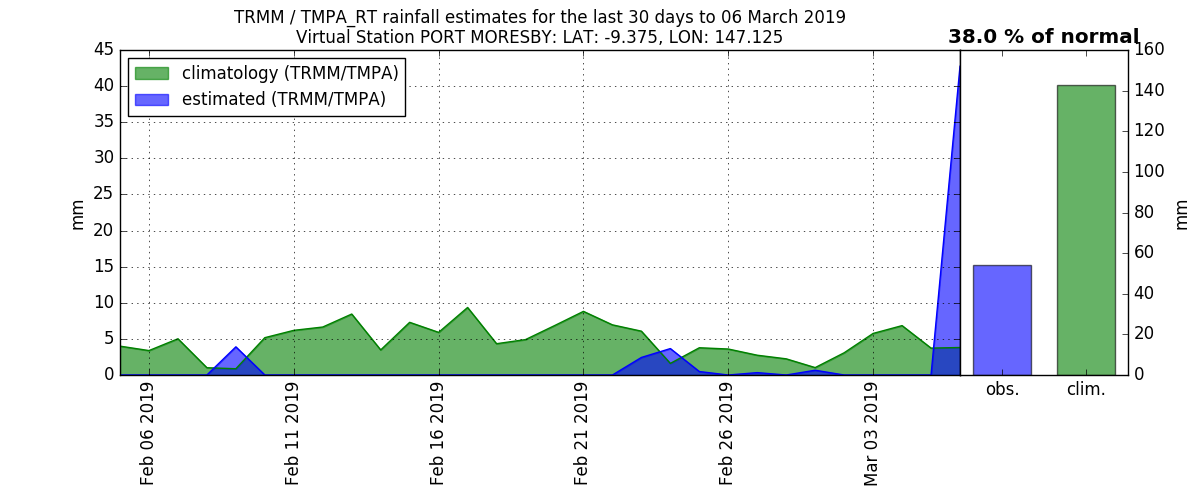 TRMM / TMPA_RT rainfall estimates for the last 30 days to 06 March 2019
Virtual Station PORT MORESBY: LAT: -9.375, LON: 147.125
38.0 % of normal
climatology (TRMM/TMPA)
estimated (TRMM/TMPA)
45
40
35
30
25
20
15
10
5
0
mm
Feb 06 2019
Feb 11 2019
Feb 16 2019
Feb 21 2019
Feb 26 2019
Mar 03 2019
obs.
clim.
160
140
120
100
80
60
40
20
0
mm